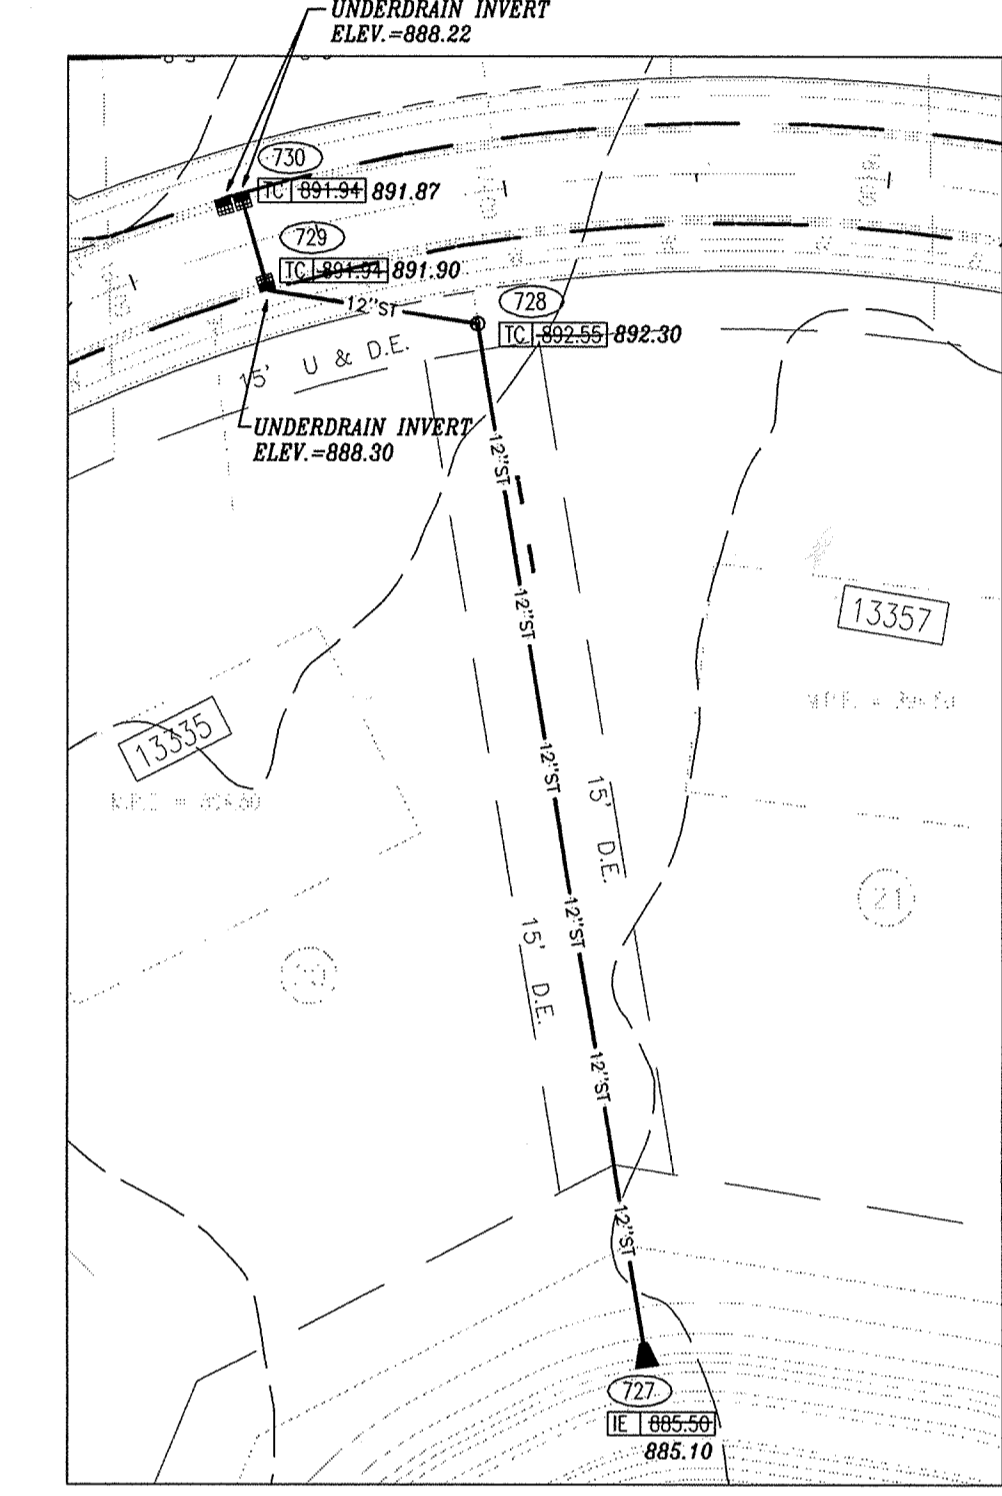 UNDERDRAIN INVERT
ELEV.=888.22
730
TC 891.94 891.87
729
TC 891.94 891.90
12"ST
728
TC 892.55 892.30
15' U & D.E.
UNDERDRAIN INVERT
ELEV.=888.30
12"ST
12"ST
13357
13335
12"ST
15' D.E.
21
12"ST
15' D.E.
12"ST
12"ST
727
IE 885.50
885.10